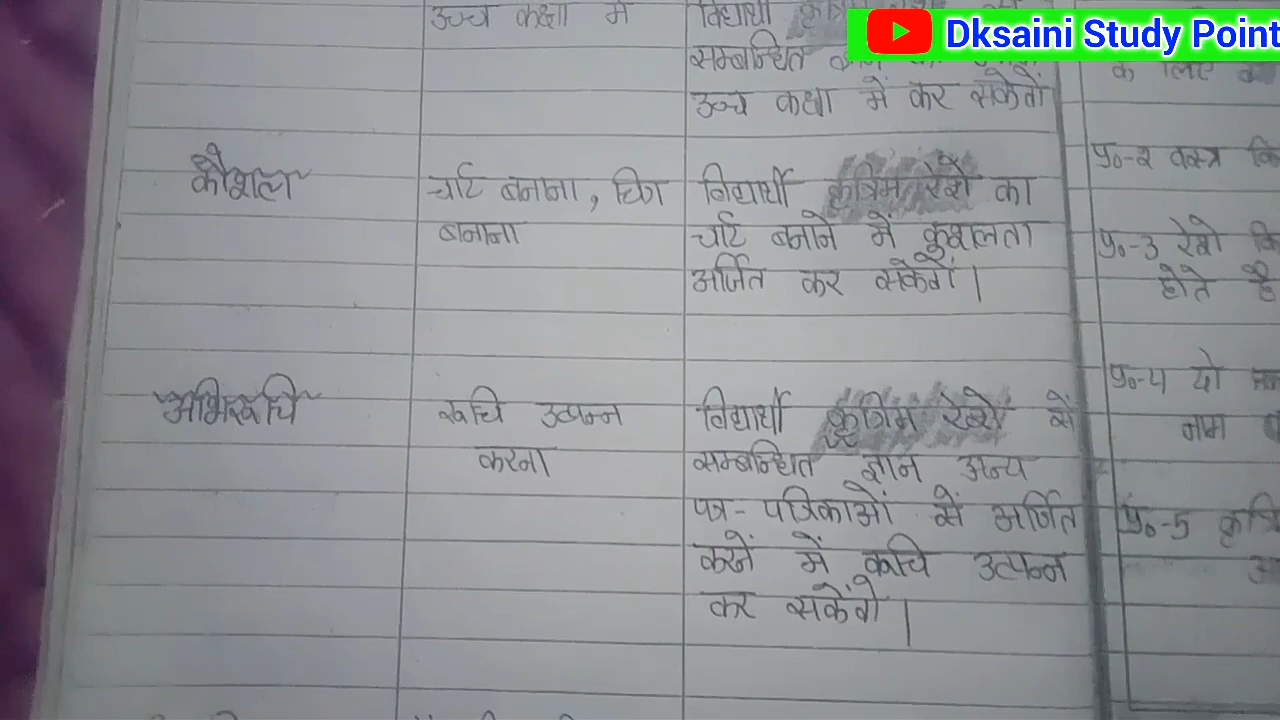 Dksaini Study Point
उच्च कक्षा में
विद्यार्थी
सम्बन्धित
उच्च कक्षा में कर सकेंगें
कौशल
चार्ट बनाना, चित्र
बनाना
विद्यार्थी कृत्रिम रेशों का
चार्ट बनाने में कुशलता
अर्जित कर सकेंगें।
अभिरूचि
रूचि उत्पन्न
करना
विद्यार्थी कृत्रिम रेशों से
सम्बन्धित ज्ञान अन्य
पत्र-पत्रिकाओं से अर्जित
करनें में रूचि उत्पन्न
कर सकेंगें।
के लिए
प्र०-२ वस्त्र
प्र०-3 रेशे
होते है
प्र०-4 दो
नाम
प्र०-5